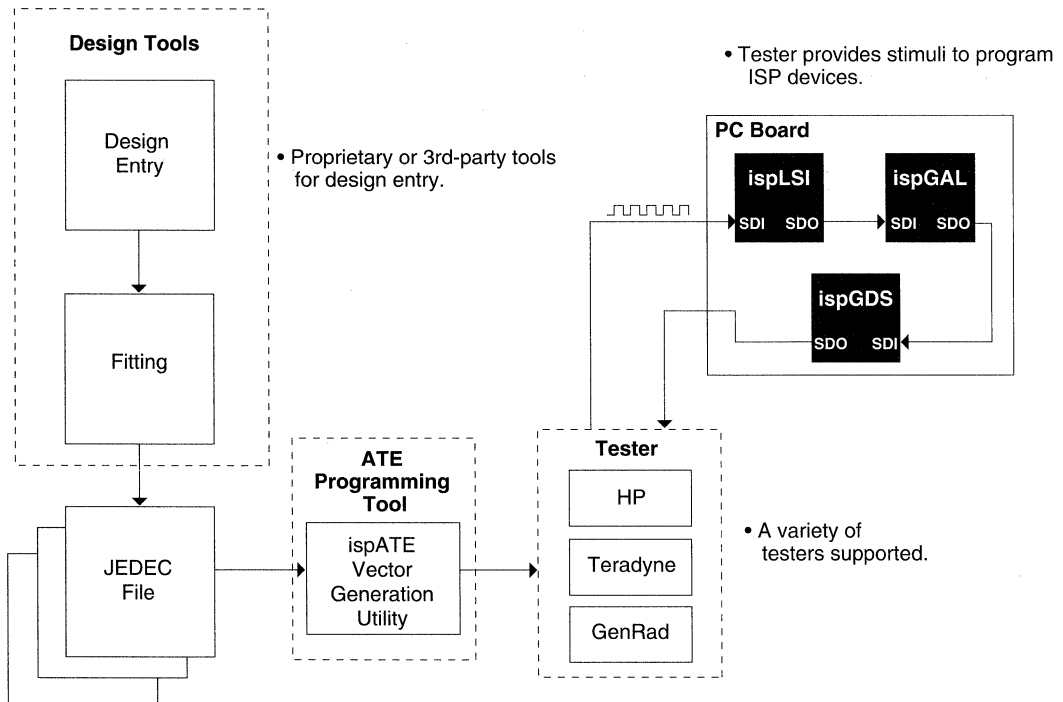 Design Tools
Design
Entry
• Proprietary or 3rd-party tools
for design entry.
Fitting
JEDEC
File
ATE
Programming
Tool
ispATE
Vector
Generation
Utility
• Tester provides stimuli to program
ISP devices.
PC Board
ispLSI
SDI SDO
ispGAL
SDI SDO
ispGDS
SDO SDI
Tester
HP
Teradyne
GenRad
• A variety of
testers supported.